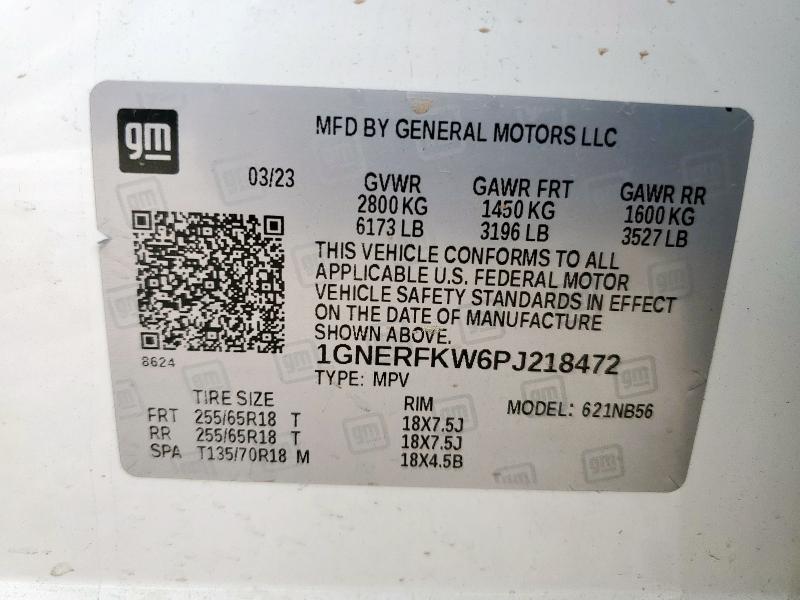 gm
MFD BY GENERAL MOTORS LLC
03/23
GVWR GAWR FRT GAWR RR
2800 KG 1450 KG 1600 KG
6173 LB 3196 LB 3527 LB
THIS VEHICLE CONFORMS TO ALL
APPLICABLE U.S. FEDERAL MOTOR
VEHICLE SAFETY STANDARDS IN EFFECT
ON THE DATE OF MANUFACTURE
SHOWN ABOVE.
8624
1GNERFKW6PJ218472
TYPE: MPV
TIRE SIZE RIM MODEL: 621NB56
FRT 255/65R18 T 18X7.5J
RR 255/65R18 T 18X7.5J
SPA T135/70R18 M 18X4.5B